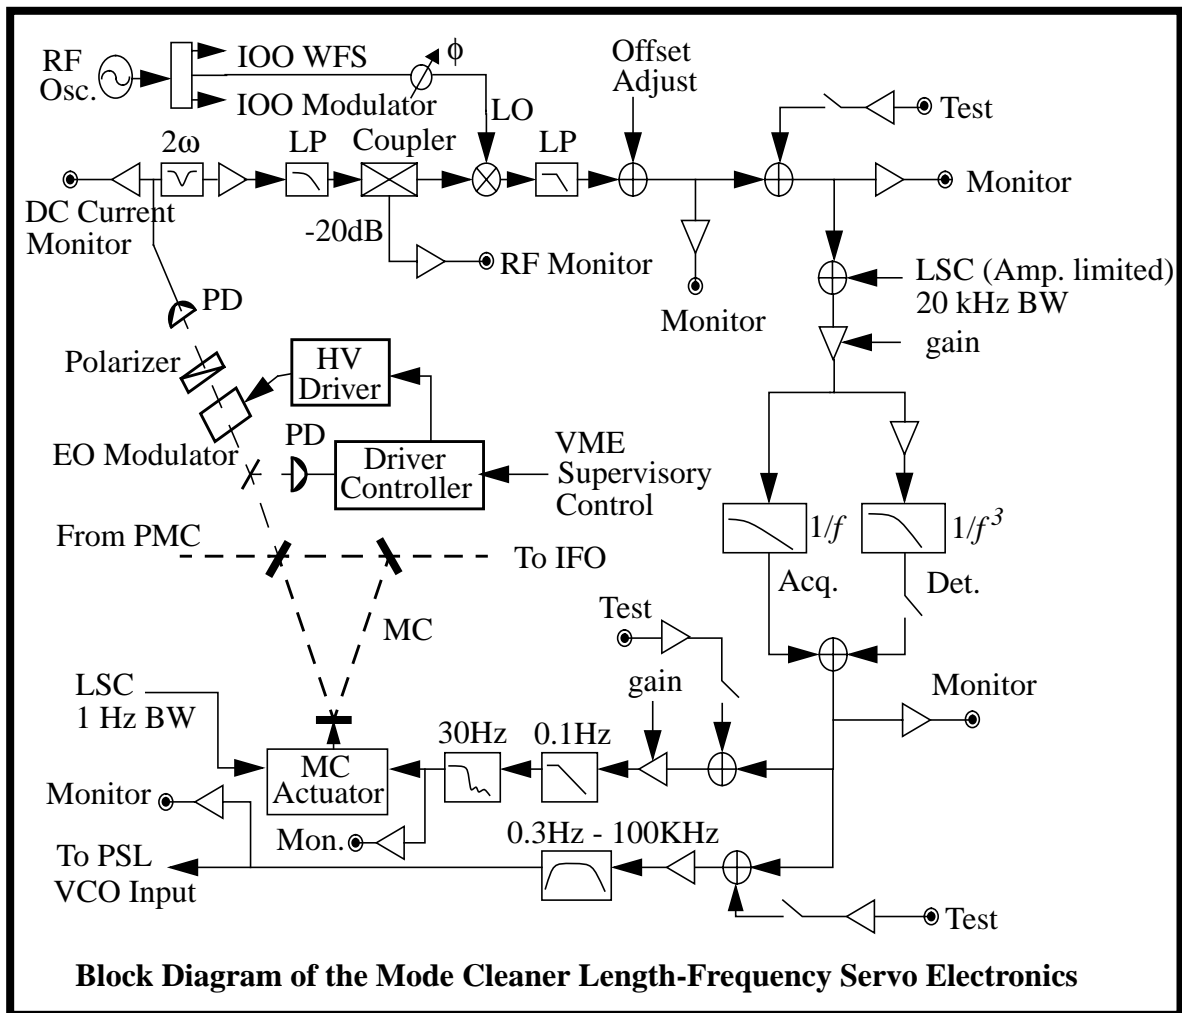 RF
Osc.
IOO WFS
IOO Modulator
ϕ
LO
Offset
Adjust
Test
2ω
LP
Coupler
LP
Monitor
DC Current
Monitor
-20dB
RF Monitor
Monitor
LSC (Amp. limited)
20 kHz BW
gain
PD
Polarizer
HV
Driver
EO Modulator
PD
Driver
Controller
VME
Supervisory
Control
1/f
1/f³
From PMC
To IFO
Acq.
Det.
MC
Test
gain
Monitor
LSC
1 Hz BW
30Hz
0.1Hz
MC
Actuator
Monitor
Mon.
0.3Hz - 100KHz
To PSL
VCO Input
Test
Block Diagram of the Mode Cleaner Length-Frequency Servo Electronics